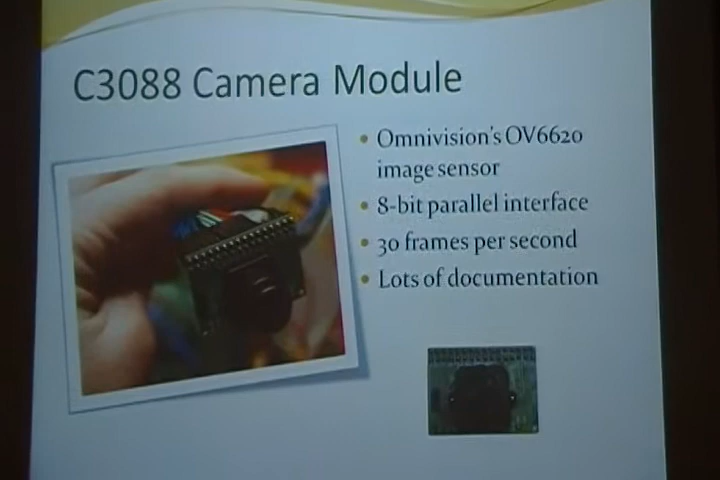 C3088 Camera Module
• Omnivision's OV6620
image sensor
• 8-bit parallel interface
• 30 frames per second
• Lots of documentation